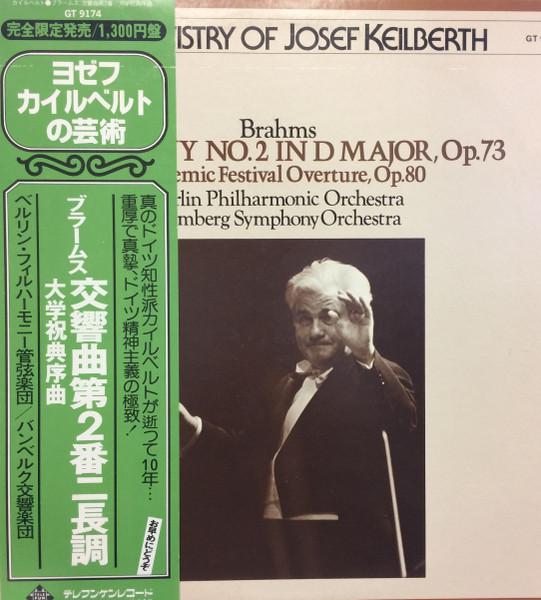 GT 9174
完全限定発売/1,300円盤
ヨゼフ
カイルベルト
の芸術
真のドイツ知性派カイルベルトが逝って10年…
重厚で真摯、ドイツ精神主義の極致!
ブラームス 交響曲第2番ニ長調
大学祝典序曲
ベルリン・フィルハーモニー管弦楽団/バンベルク交響楽団
お早めにどうぞ
テレフンケンレコード
TISTRY OF JOSEF KEILBERTH
GT
Brahms
Y NO.2 IN D MAJOR, Op.73
emic Festival Overture, Op.80
rlin Philharmonic Orchestra
mberg Symphony Orchestra